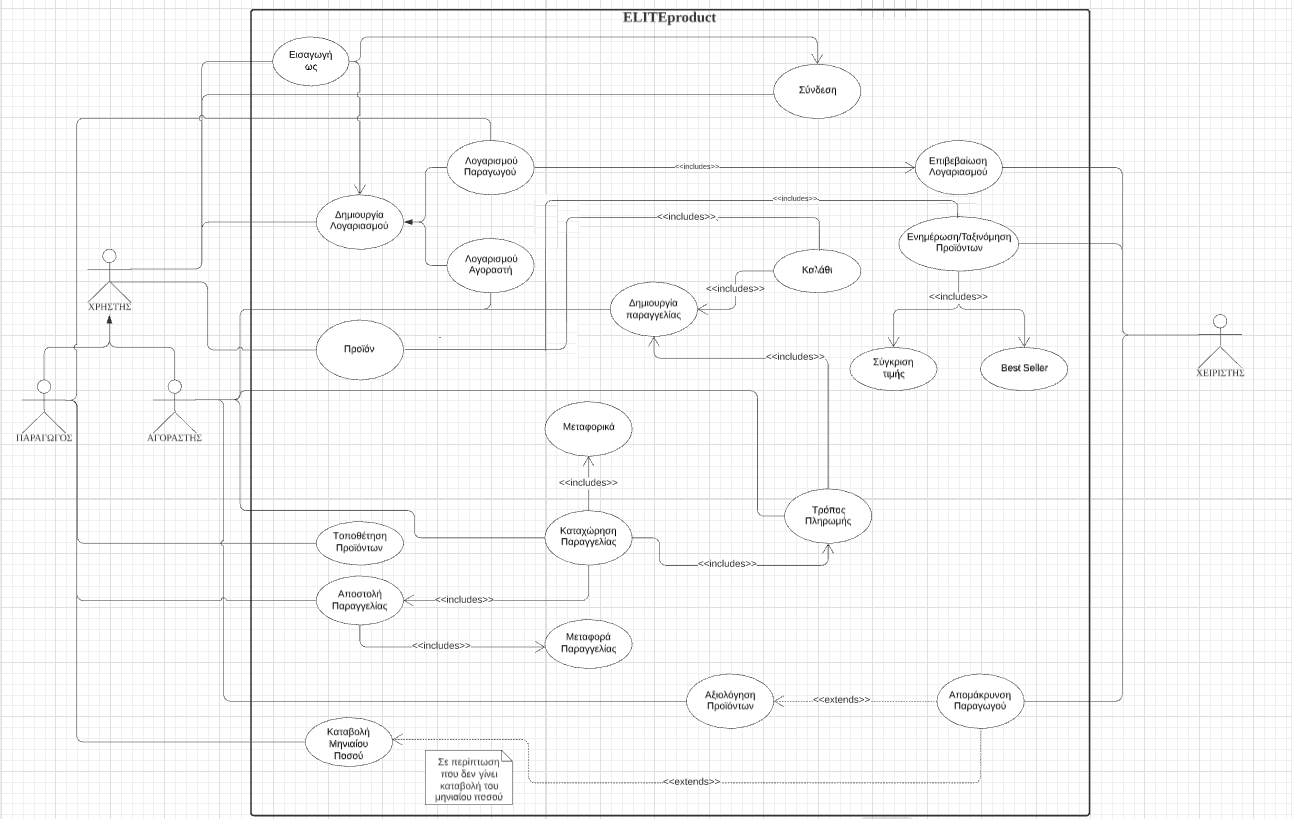 ELITEproduct
Εισαγωγή
ως
Σύνδεση
Λογαρισμού
Παραγωγού
<<includes>>
Επιβεβαίωση
Λογαριασμού
<<includes>>
Δημιουργία
Λογαριασμού
<<includes>>
Ενημέρωση/Ταξινόμηση
Προϊόντων
Λογαρισμού
Αγοραστή
Καλάθι
<<includes>>
<<includes>>
ΧΡΗΣΤΗΣ
Δημιουργία
παραγγελίας
Προϊόν
<<includes>>
Σύγκριση
τιμής
Best Seller
ΧΕΙΡΙΣΤΗΣ
ΠΑΡΑΓΩΓΟΣ
ΑΓΟΡΑΣΤΗΣ
Μεταφορικά
<<includes>>
Τρόπος
Πληρωμής
Τοποθέτηση
Προϊόντων
Καταχώρηση
Παραγγελίας
<<includes>>
Αποστολή
Παραγγελίας
<<includes>>
<<includes>>
Μεταφορά
Παραγγελίας
Αξιολόγηση
Προϊόντων
<<extends>>
Απομάκρυνση
Παραγωγού
Καταβολή
Μηνιαίου
Ποσού
Σε περίπτωση
που δεν γίνει
καταβολή του
μηνιαίου ποσού
<<extends>>